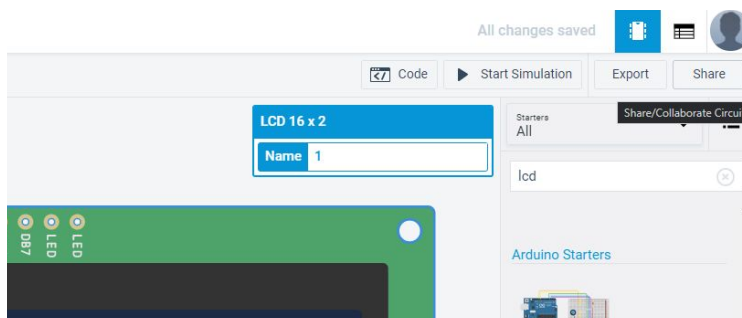 All changes saved
Code
Start Simulation
Export
Share
Share/Collaborate Circui
LCD 16 x 2
Name 1
Starters
All
lcd
DB7
LED
LED
Arduino Starters